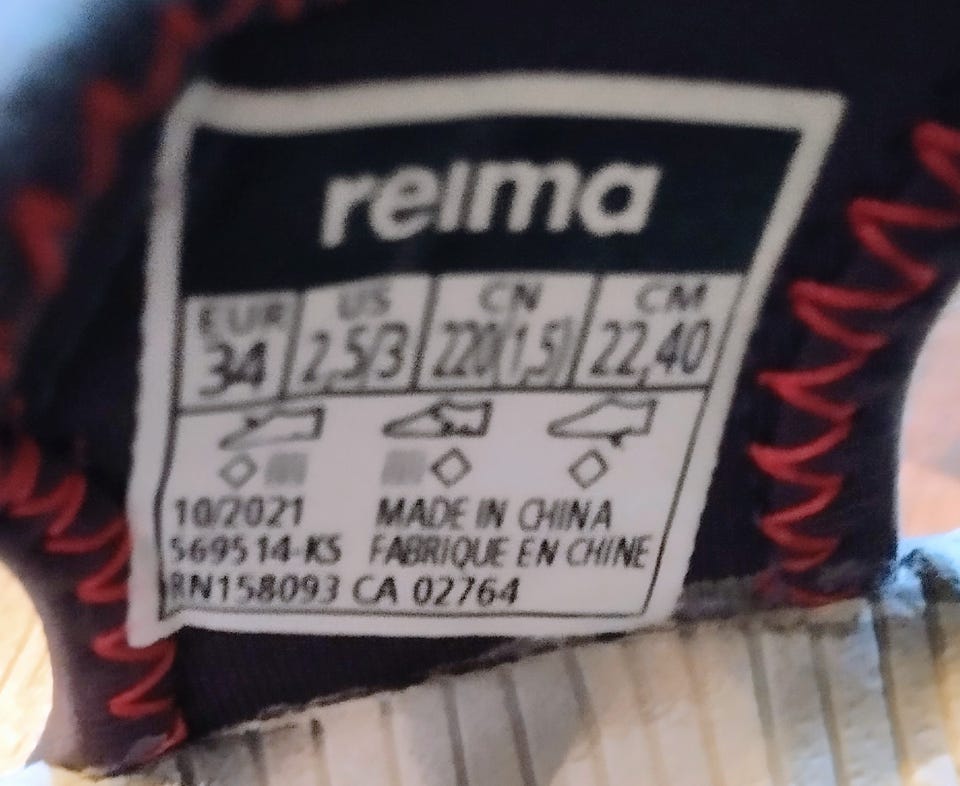 reima
EUR US CN CM
34 2,5/3 220(1,5) 22,40
10/2021 MADE IN CHINA
569514-KS FABRIQUE EN CHINE
RN158093 CA 02764